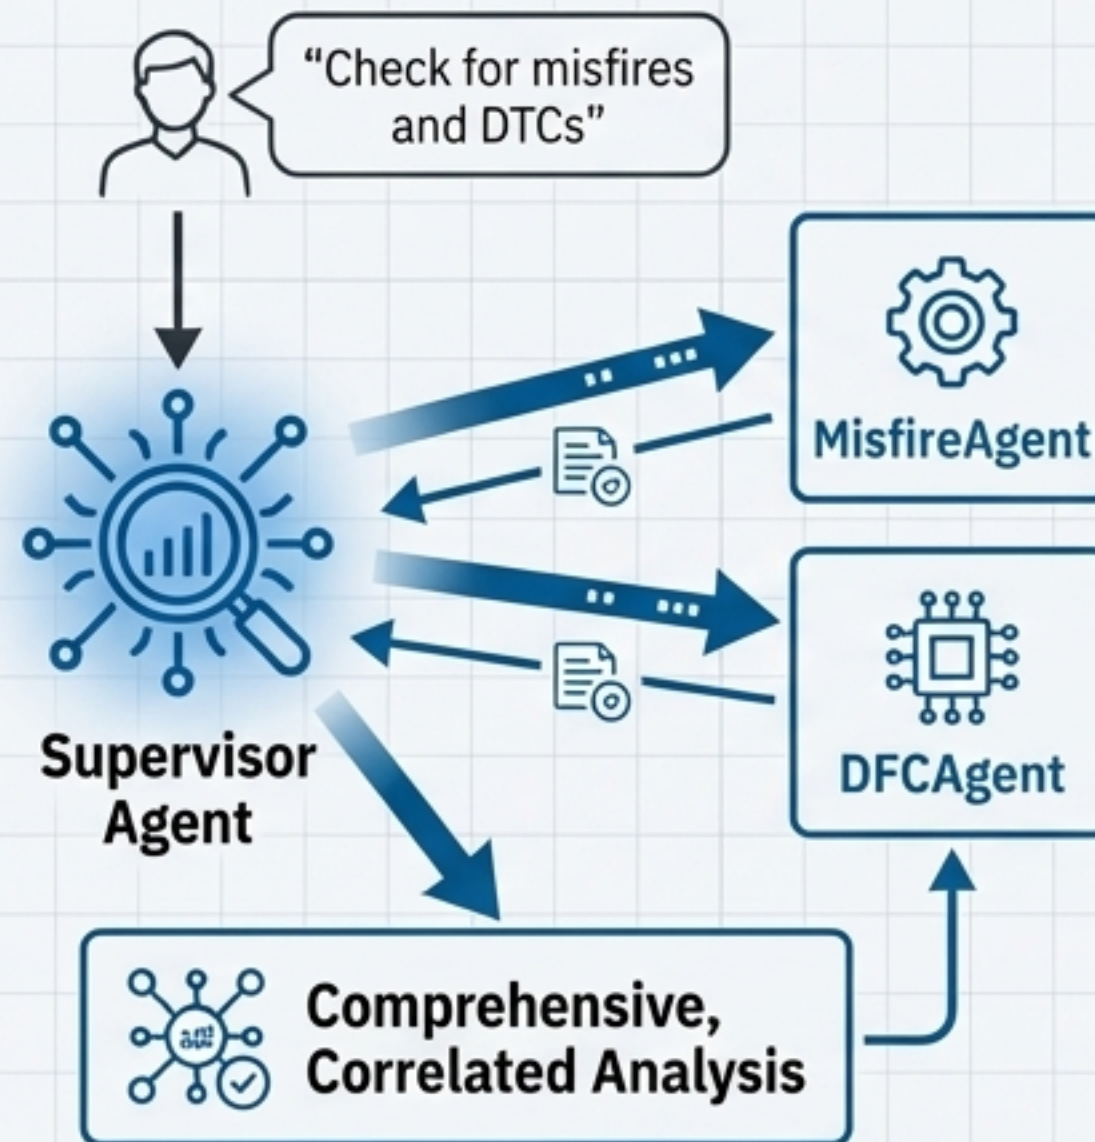 “Check for misfires
and DTCs”
MisfireAgent
DFCAgent
Supervisor
Agent
Comprehensive,
Correlated Analysis